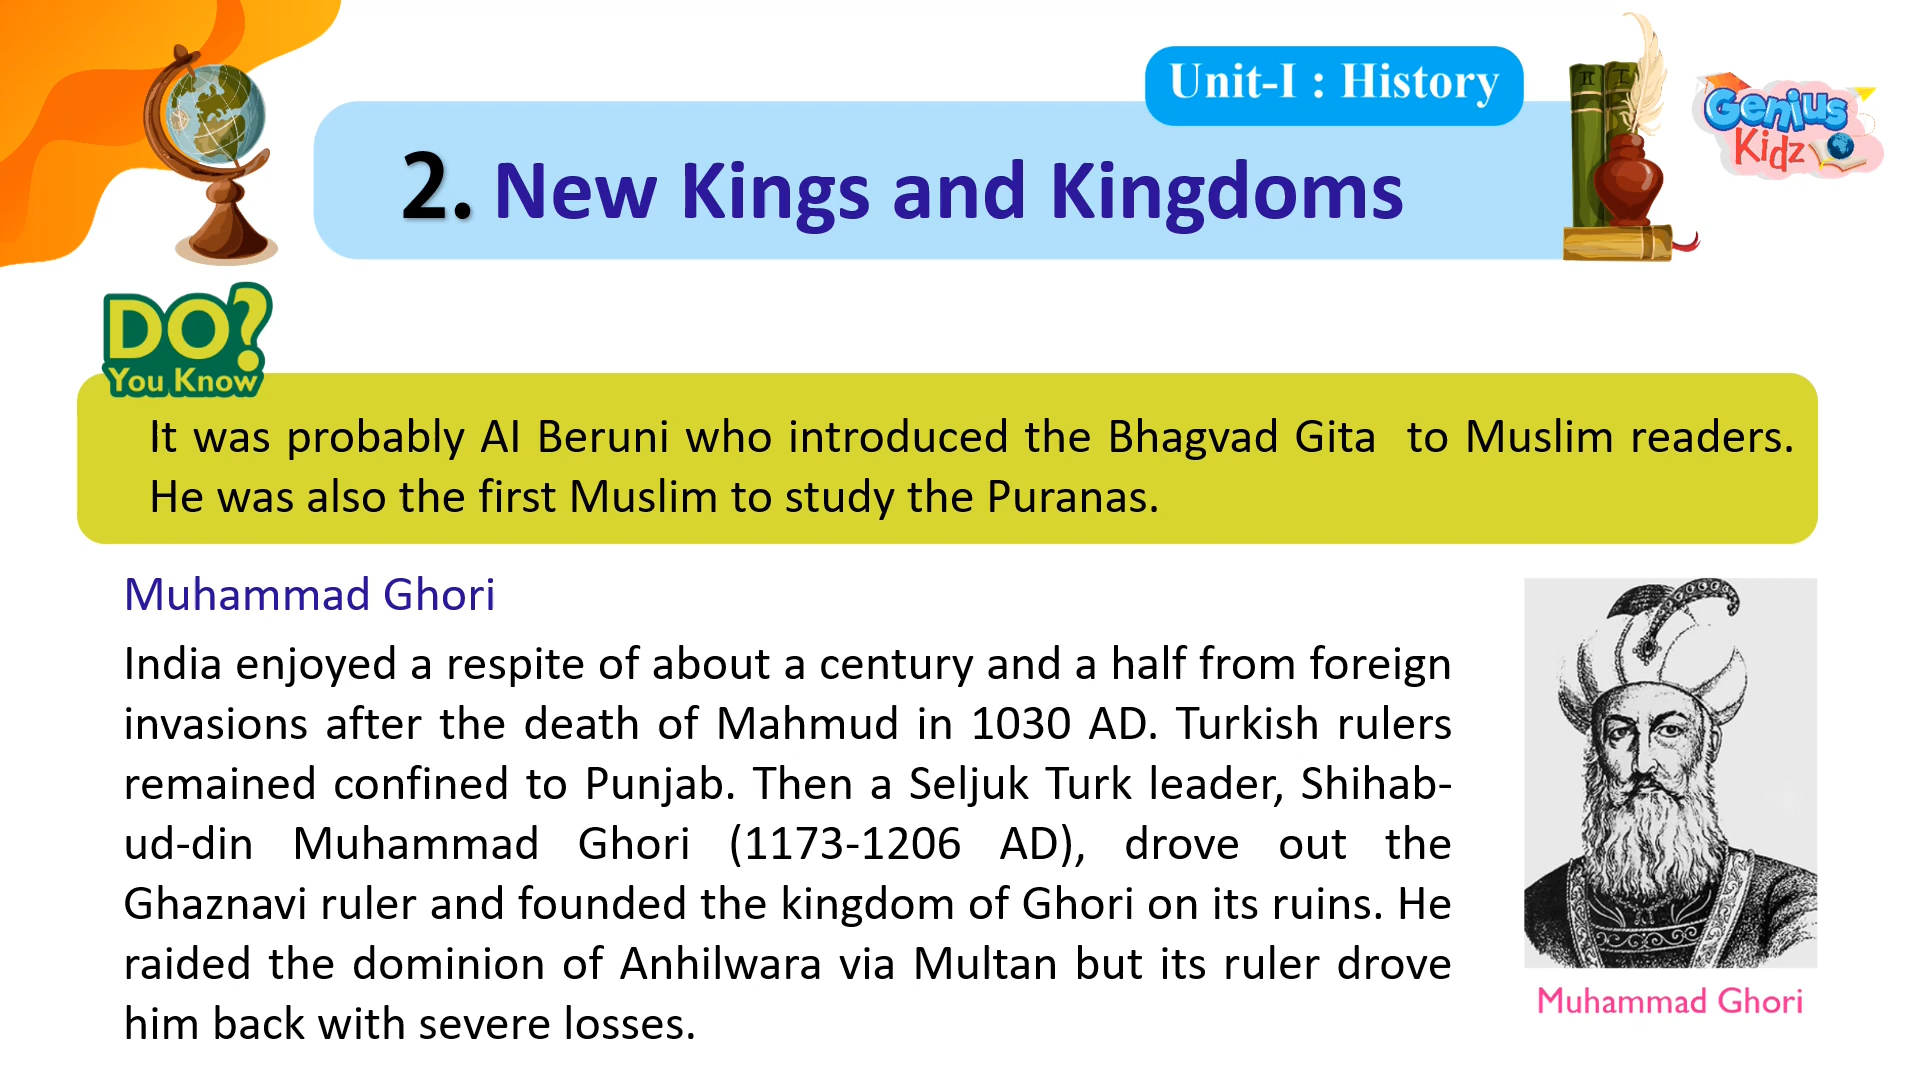 Unit-I : History
Genius
Kidz
2. New Kings and Kingdoms
DO?
You Know
It was probably AI Beruni who introduced the Bhagvad Gita to Muslim readers.
He was also the first Muslim to study the Puranas.
Muhammad Ghori
India enjoyed a respite of about a century and a half from foreign
invasions after the death of Mahmud in 1030 AD. Turkish rulers
remained confined to Punjab. Then a Seljuk Turk leader, Shihab-
ud-din Muhammad Ghori (1173-1206 AD), drove out the
Ghaznavi ruler and founded the kingdom of Ghori on its ruins. He
raided the dominion of Anhilwara via Multan but its ruler drove
him back with severe losses.
Muhammad Ghori